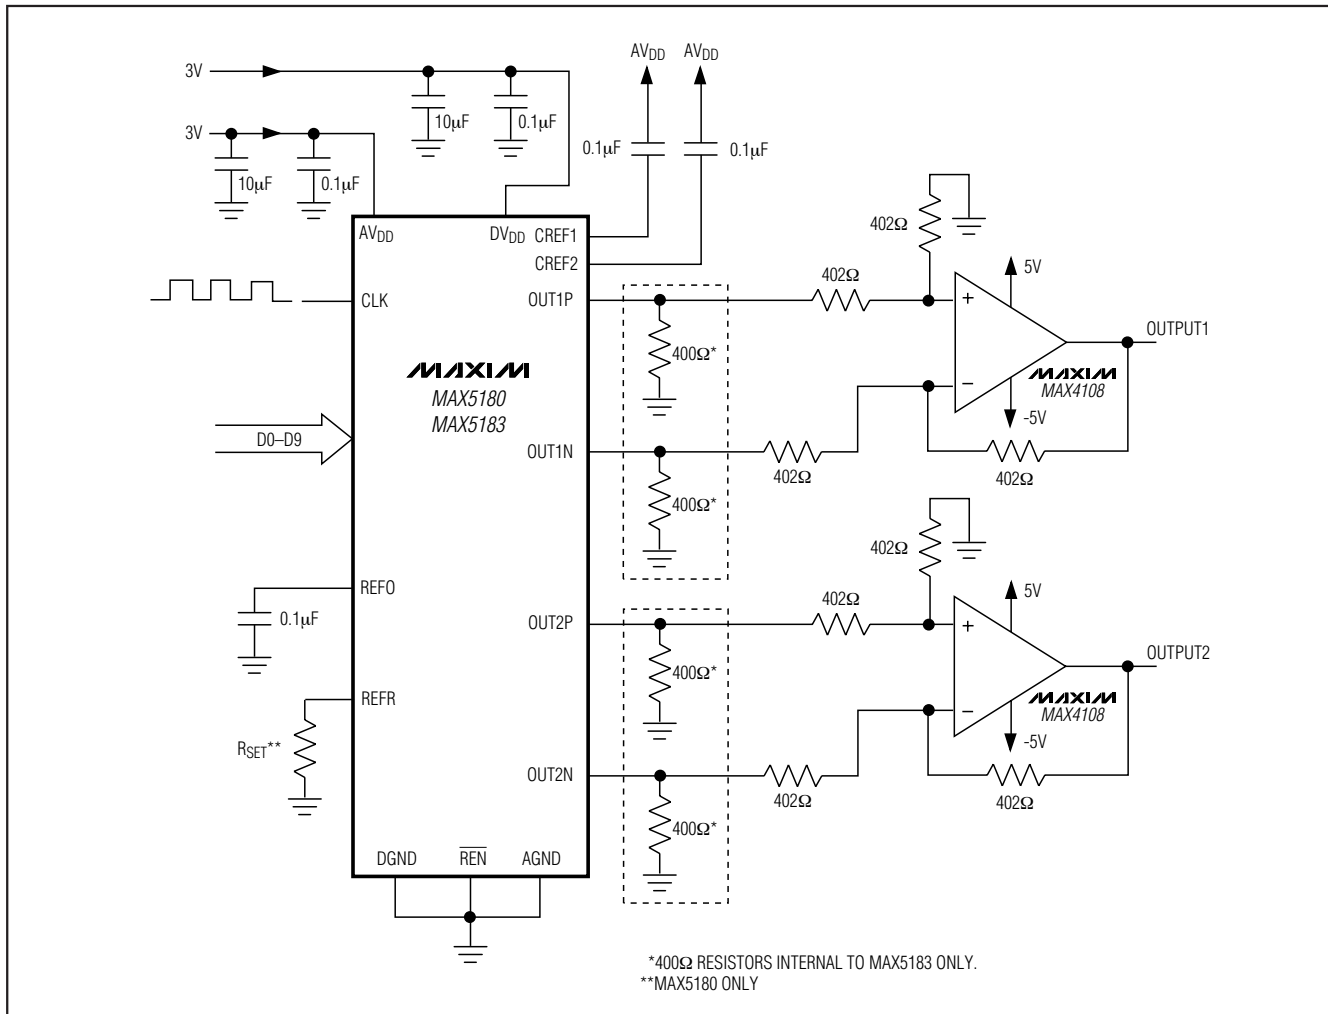 AVDD AVDD
3V
10µF 0.1µF
3V
10µF 0.1µF
0.1µF 0.1µF
AVDD DVDD CREF1
CREF2
CLK
OUT1P
400Ω*
402Ω
402Ω
+
5V
OUTPUT1
MAXIM
MAX5180
MAX5183
MAXIM
MAX4108
−
-5V
D0–D9
OUT1N
400Ω*
402Ω
402Ω
REFO
0.1µF
OUT2P
400Ω*
402Ω
402Ω
+
5V
OUTPUT2
REFR
RSET**
MAXIM
MAX4108
−
-5V
OUT2N
400Ω*
402Ω
402Ω
DGND REN AGND
*400Ω RESISTORS INTERNAL TO MAX5183 ONLY.
**MAX5180 ONLY